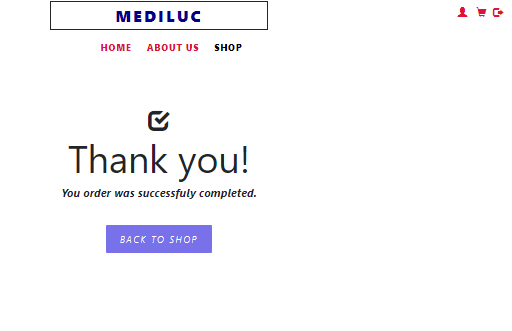 MEDILUC
HOME ABOUT US SHOP
Thank you!
You order was successfuly completed.
BACK TO SHOP